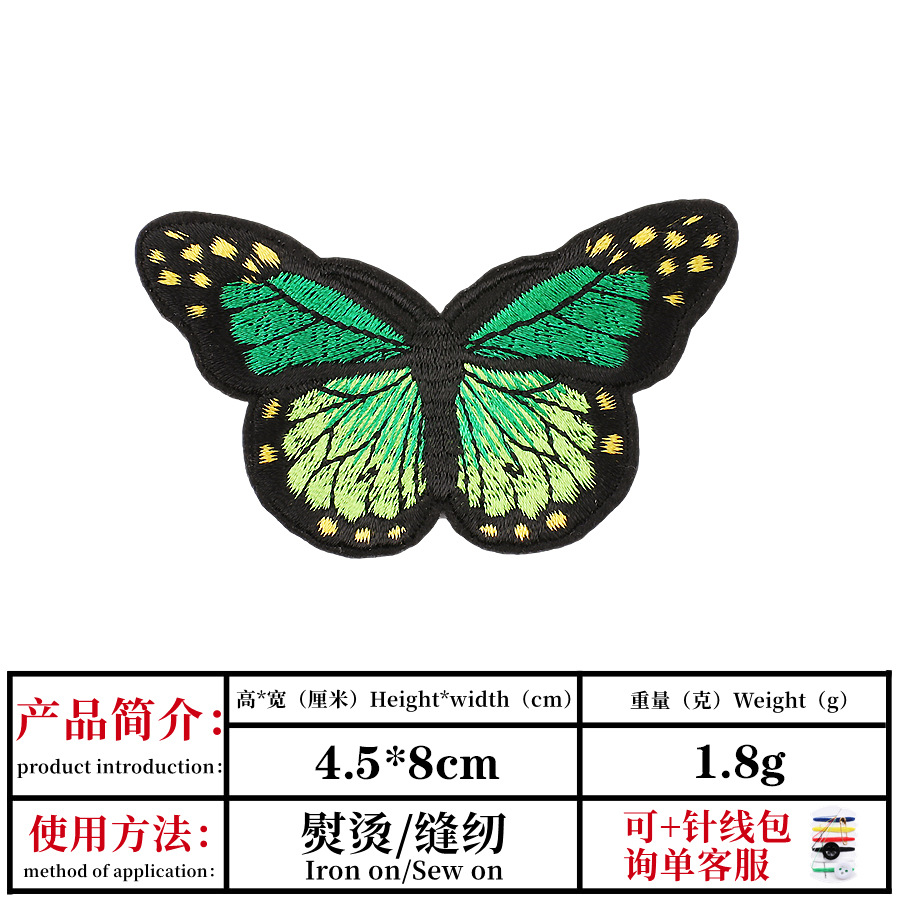 产品简介:
product introduction:
高*宽（厘米）Height*width（cm）
4.5*8cm
重量（克）Weight（g）
1.8g
使用方法:
method of application:
熨烫/缝纫
Iron on/Sew on
可+针线包
询单客服